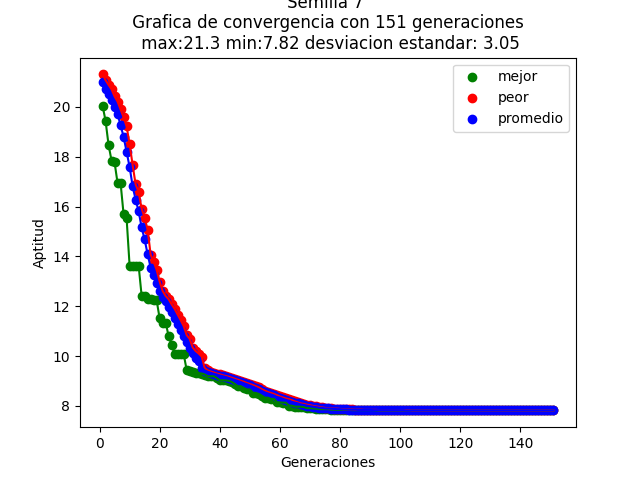 Semilla 7
Grafica de convergencia con 151 generaciones
max:21.3 min:7.82 desviacion estandar: 3.05
mejor
peor
promedio
Aptitud
20
18
16
14
12
10
8
0 20 40 60 80 100 120 140
Generaciones